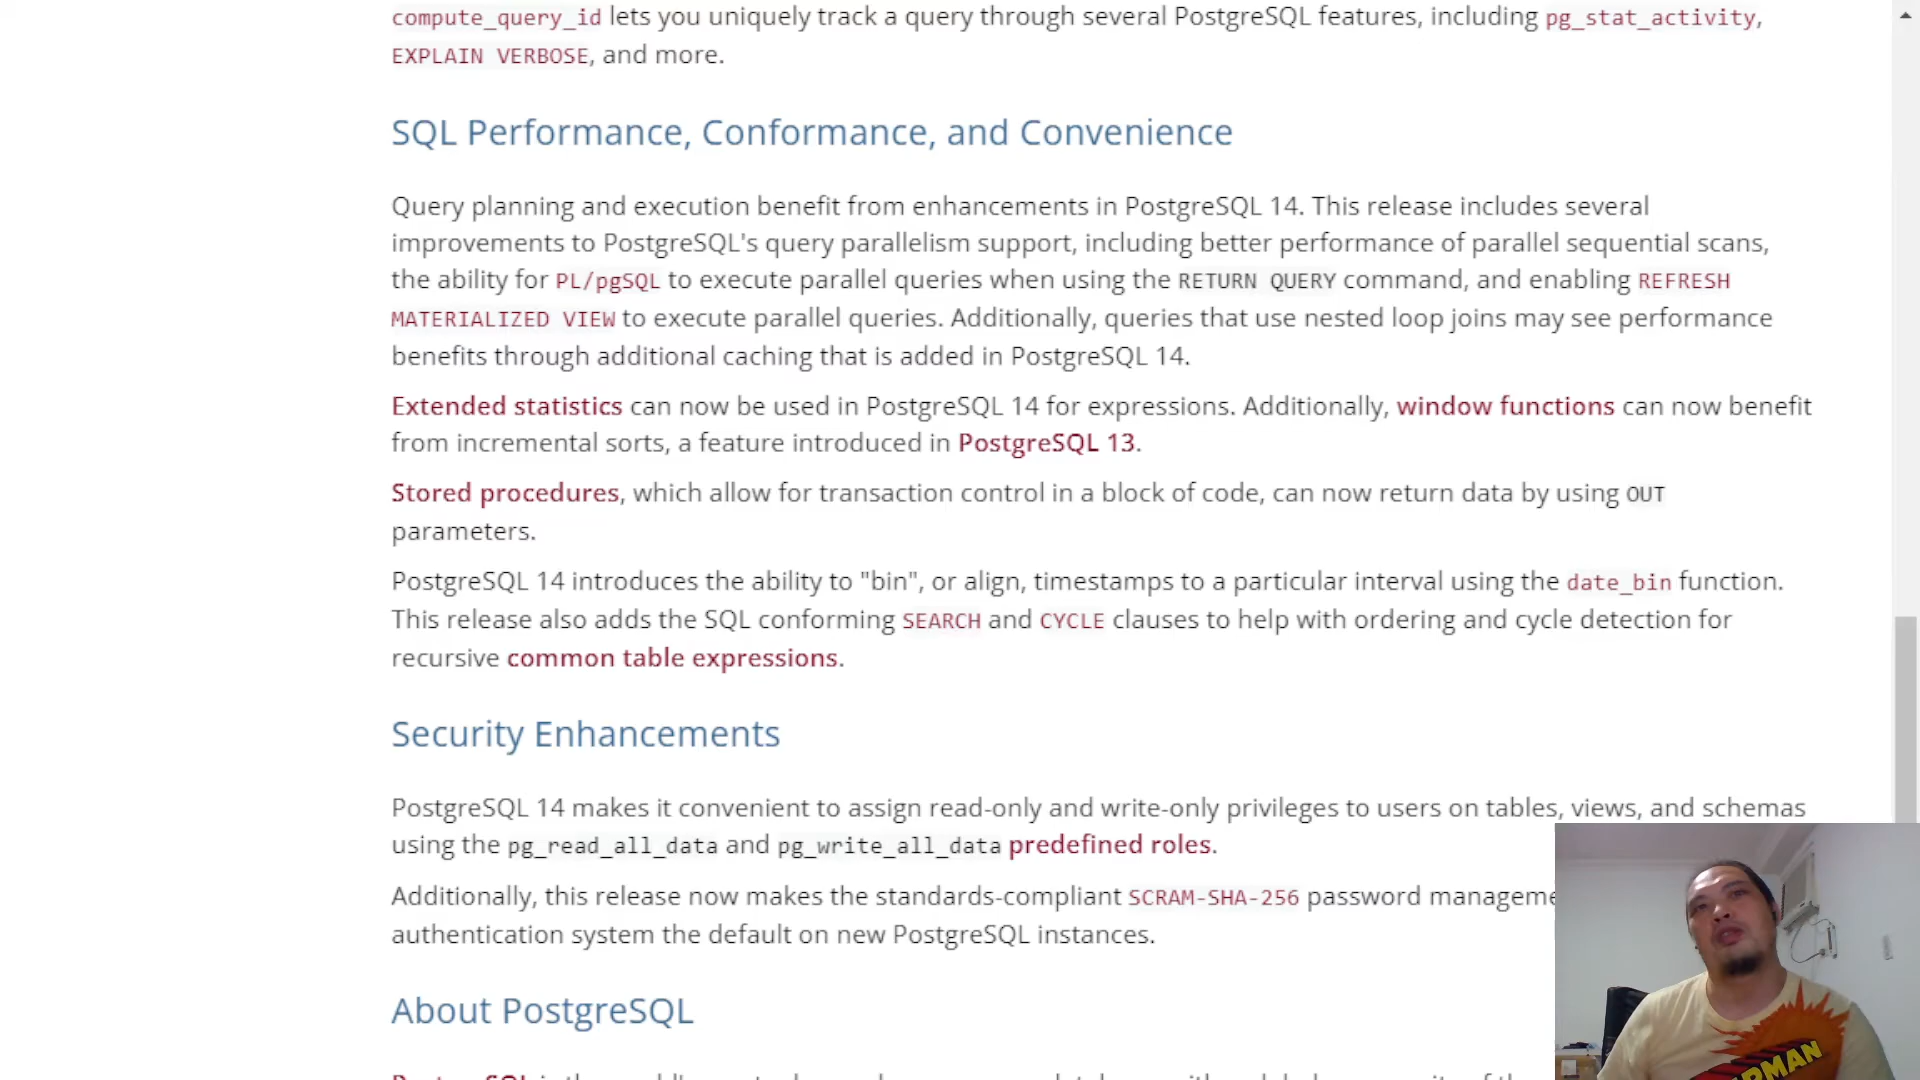 compute_query_id lets you uniquely track a query through several PostgreSQL features, including pg_stat_activity,
EXPLAIN VERBOSE, and more.
SQL Performance, Conformance, and Convenience
Query planning and execution benefit from enhancements in PostgreSQL 14. This release includes several
improvements to PostgreSQL's query parallelism support, including better performance of parallel sequential scans,
the ability for PL/pgSQL to execute parallel queries when using the RETURN QUERY command, and enabling REFRESH
MATERIALIZED VIEW to execute parallel queries. Additionally, queries that use nested loop joins may see performance
benefits through additional caching that is added in PostgreSQL 14.
Extended statistics can now be used in PostgreSQL 14 for expressions. Additionally, window functions can now benefit
from incremental sorts, a feature introduced in PostgreSQL 13.
Stored procedures, which allow for transaction control in a block of code, can now return data by using OUT
parameters.
PostgreSQL 14 introduces the ability to "bin", or align, timestamps to a particular interval using the date_bin function.
This release also adds the SQL conforming SEARCH and CYCLE clauses to help with ordering and cycle detection for
recursive common table expressions.
Security Enhancements
PostgreSQL 14 makes it convenient to assign read-only and write-only privileges to users on tables, views, and schemas
using the pg_read_all_data and pg_write_all_data predefined roles.
Additionally, this release now makes the standards-compliant SCRAM-SHA-256 password manageme
authentication system the default on new PostgreSQL instances.
About PostgreSQL